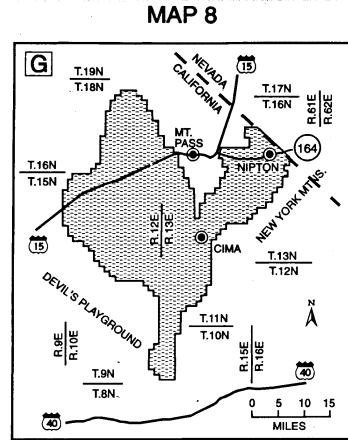 MAP 8
G
NEVADA
CALIFORNIA
15
T.19N
T.18N
T.17N
T.16N
R.61E
R.62E
MT.
PASS
164
NIPTON
T.16N
T.15N
NEW YORK MTNS.
R.12E
R.13E
CIMA
15
T.13N
T.12N
DEVIL'S PLAYGROUND
N
T.11N
T.10N
R.9E
R.10E
R.15E
R.16E
T.9N
T.8N
40
40
0 5 10
MILES